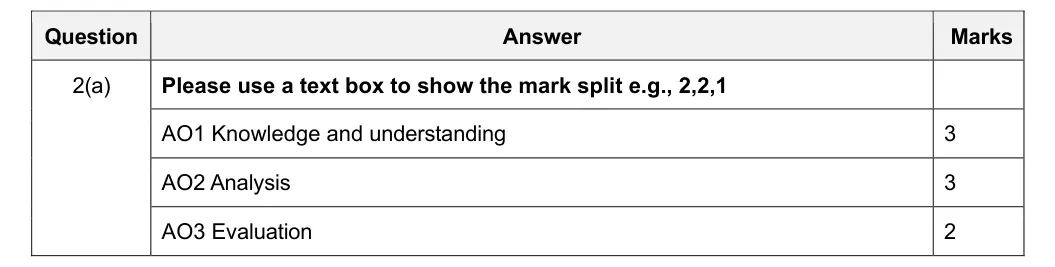 Question Answer Marks
2(a) Please use a text box to show the mark split e.g., 2,2,1
AO1 Knowledge and understanding 3
AO2 Analysis 3
AO3 Evaluation 2